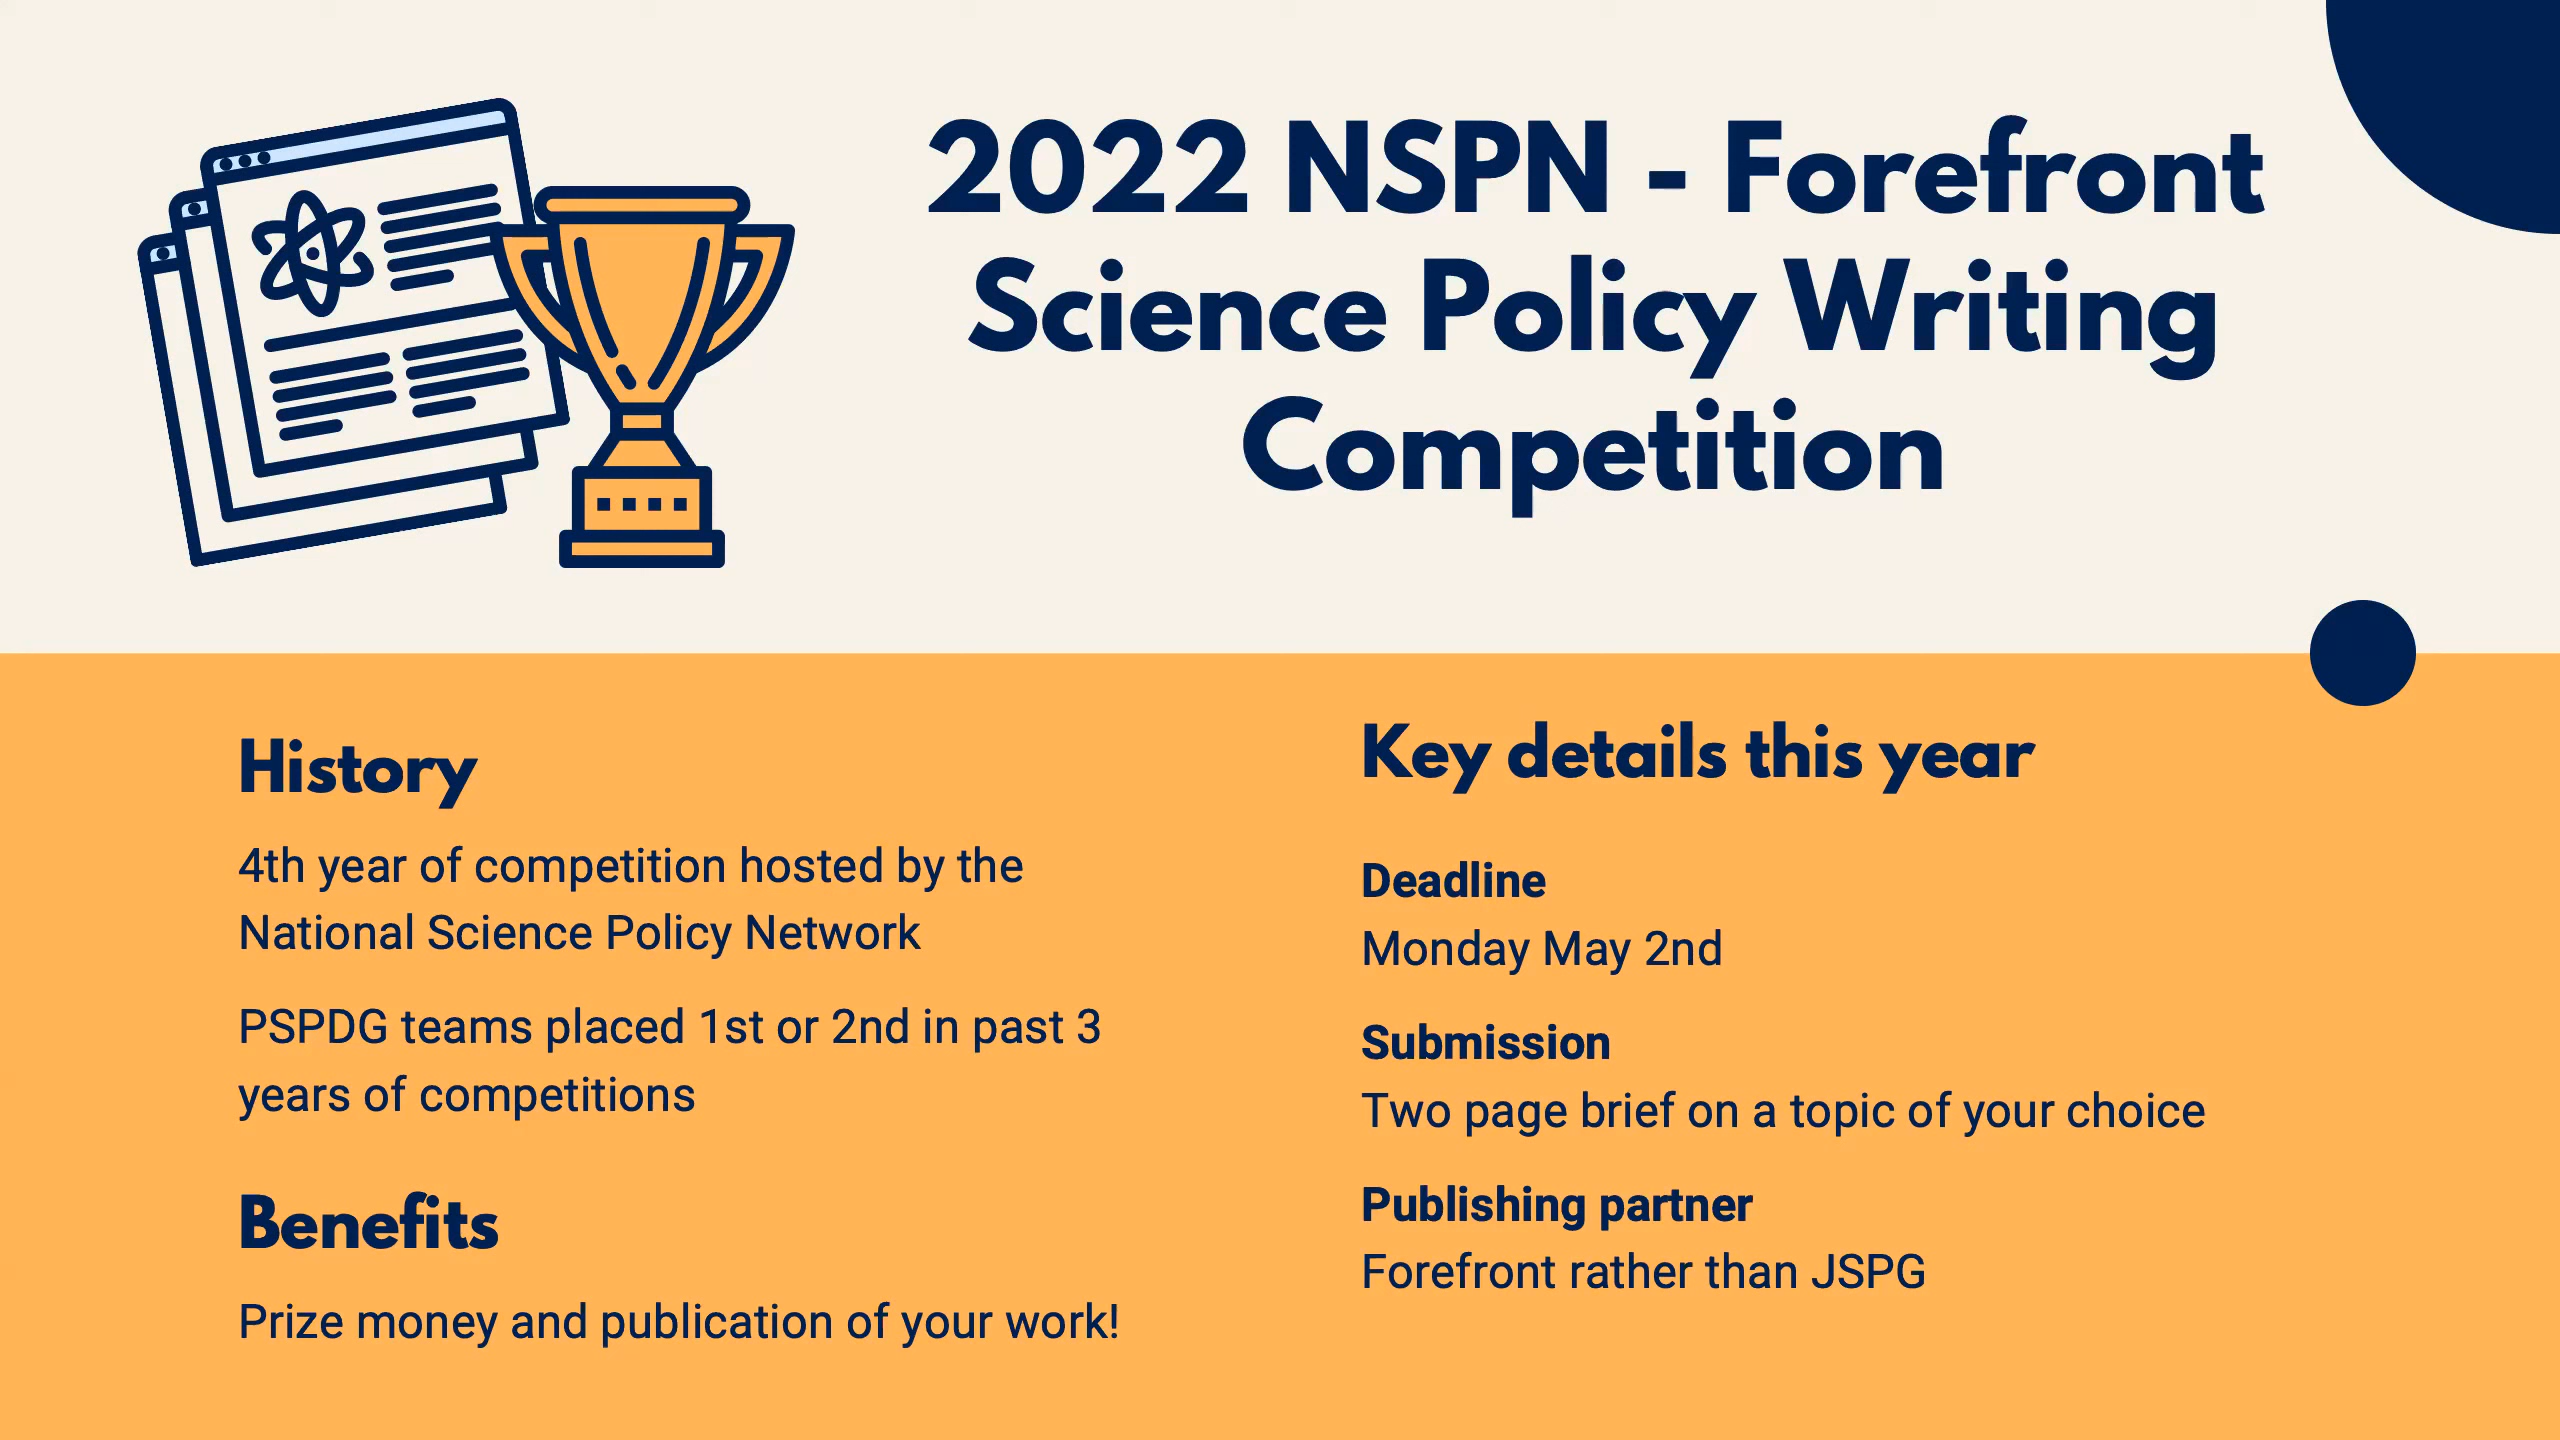 2022 NSPN - Forefront
Science Policy Writing
Competition
History
4th year of competition hosted by the
National Science Policy Network
PSPDG teams placed 1st or 2nd in past 3
years of competitions
Benefits
Prize money and publication of your work!
Key details this year
Deadline
Monday May 2nd
Submission
Two page brief on a topic of your choice
Publishing partner
Forefront rather than JSPG